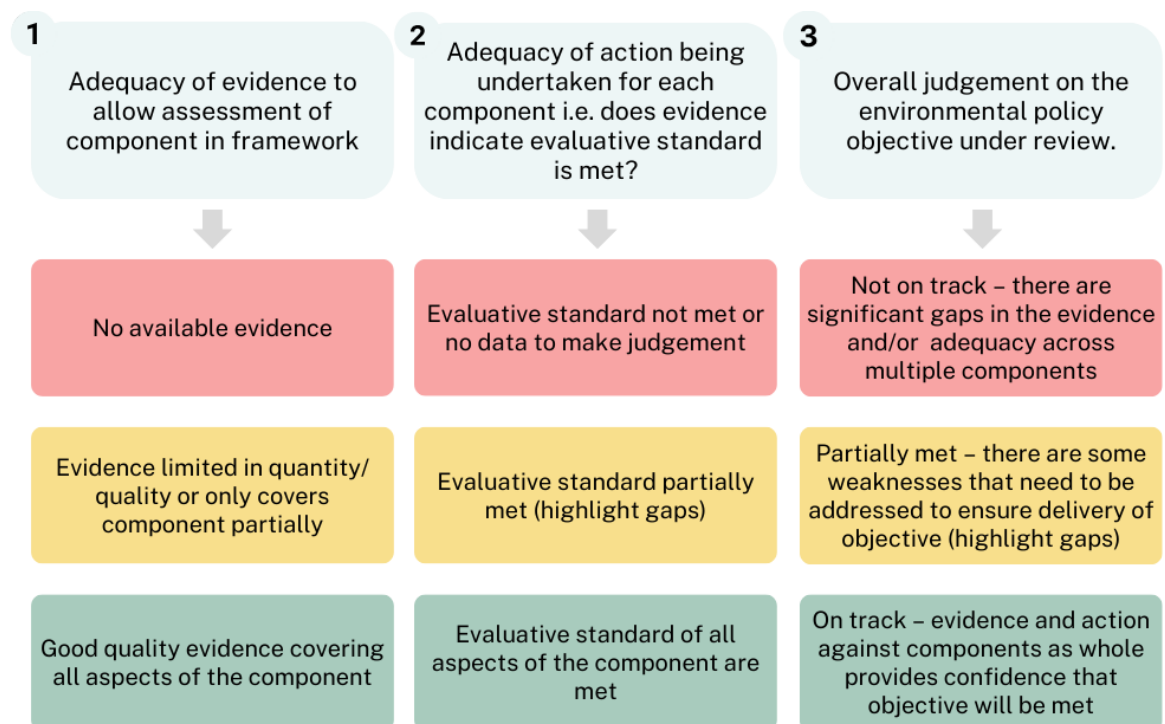 1
Adequacy of evidence to
allow assessment of
component in framework
2
Adequacy of action being
undertaken for each
component i.e. does evidence
indicate evaluative standard
is met?
3
Overall judgement on the
environmental policy
objective under review.
No available evidence
Evaluative standard not met or
no data to make judgement
Not on track – there are
significant gaps in the evidence
and/or adequacy across
multiple components
Evidence limited in quantity/
quality or only covers
component partially
Evaluative standard partially
met (highlight gaps)
Partially met – there are some
weaknesses that need to be
addressed to ensure delivery of
objective (highlight gaps)
Good quality evidence covering
all aspects of the component
Evaluative standard of all
aspects of the component are
met
On track – evidence and action
against components as whole
provides confidence that
objective will be met